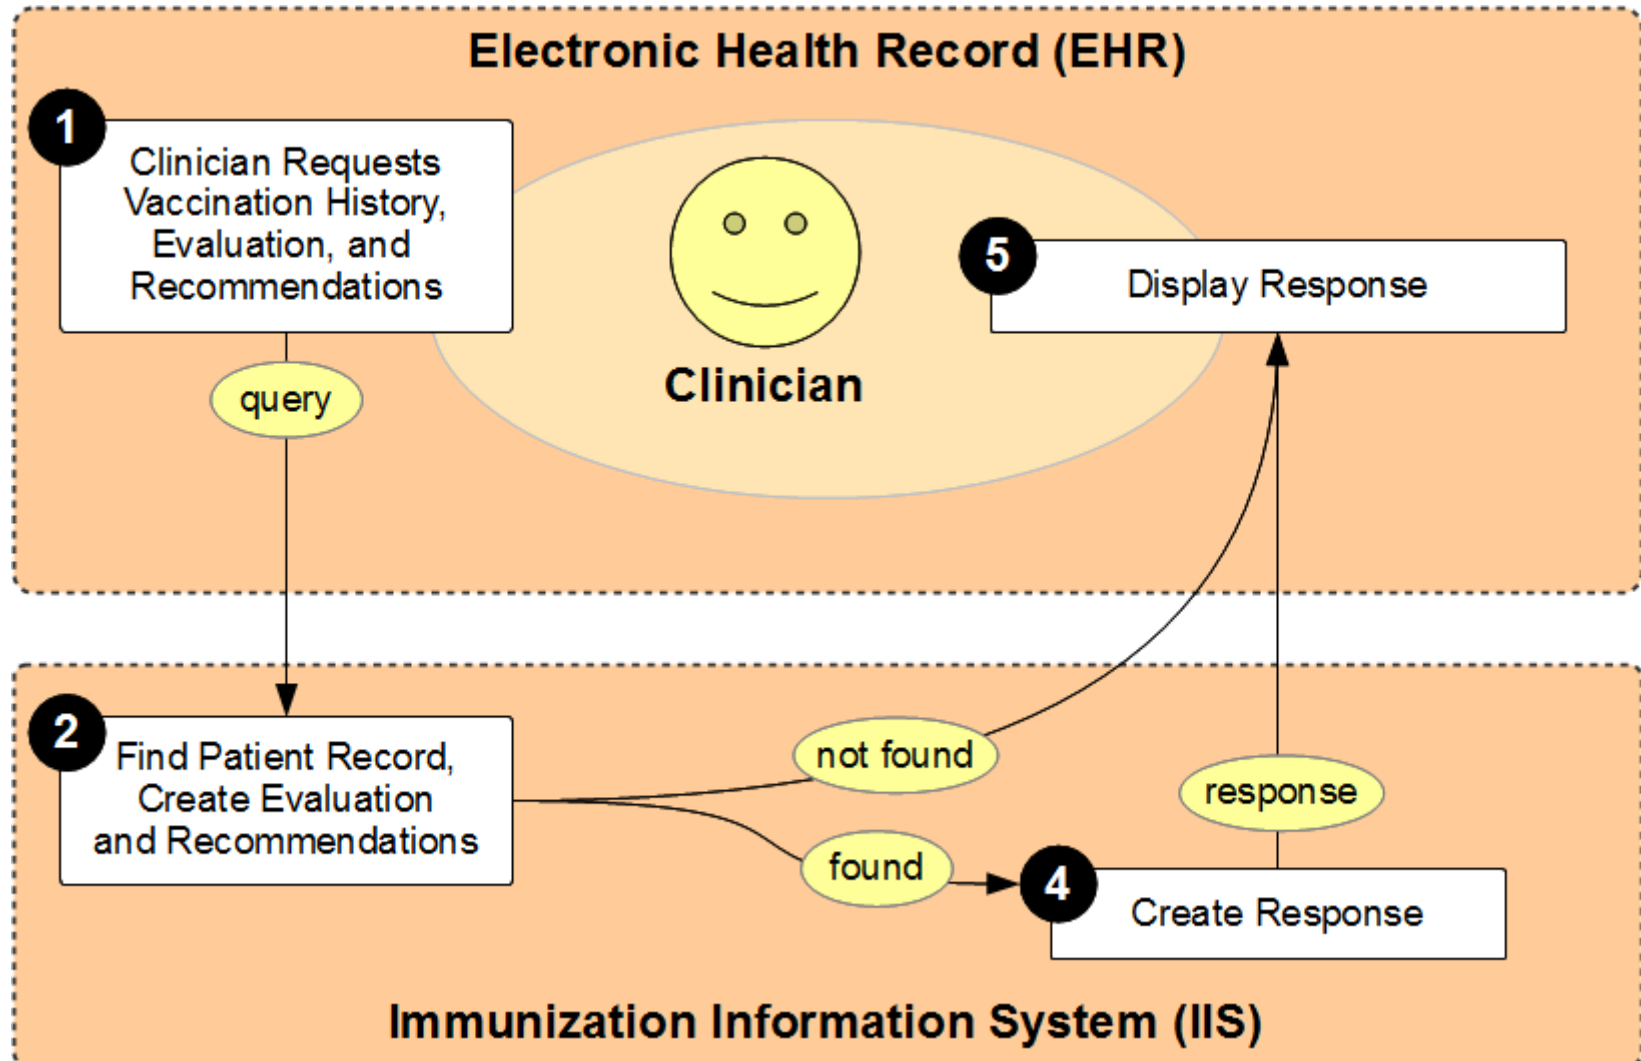 Electronic Health Record (EHR)
1
Clinician Requests
Vaccination History,
Evaluation, and
Recommendations
query
Clinician
5
Display Response
2
Find Patient Record,
Create Evaluation
and Recommendations
not found
found
response
4
Create Response
Immunization Information System (IIS)